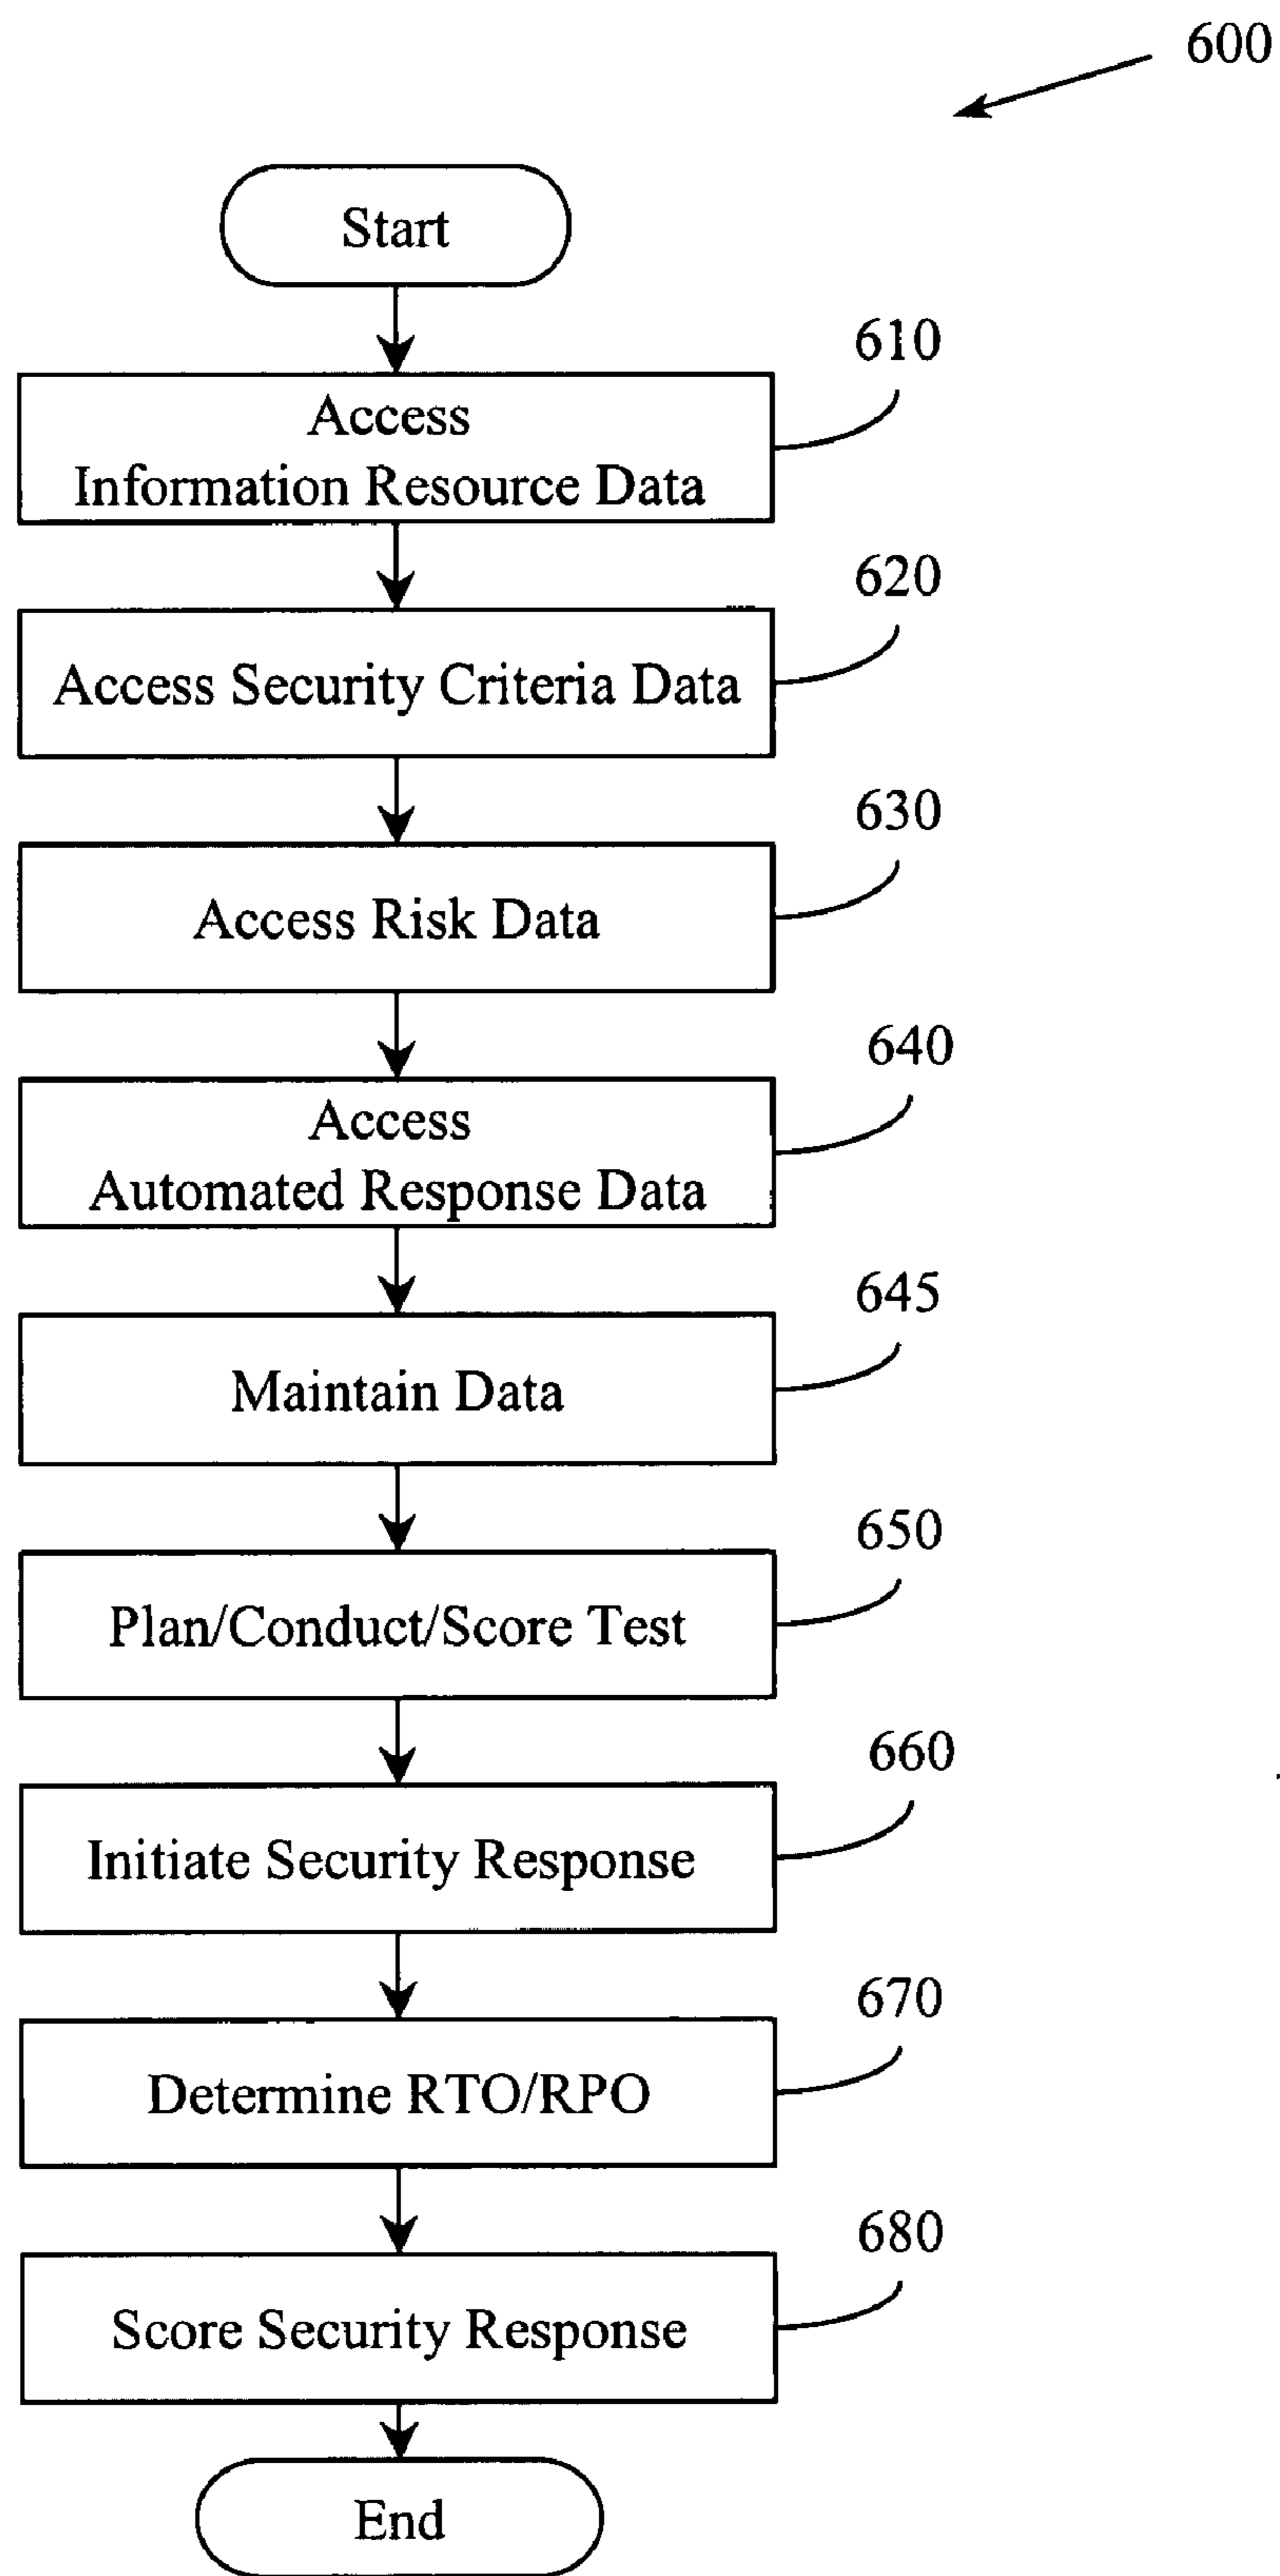 600
Start
610
Access
Information Resource Data
620
Access Security Criteria Data
630
Access Risk Data
640
Access
Automated Response Data
645
Maintain Data
650
Plan/Conduct/Score Test
660
Initiate Security Response
670
Determine RTO/RPO
680
Score Security Response
End